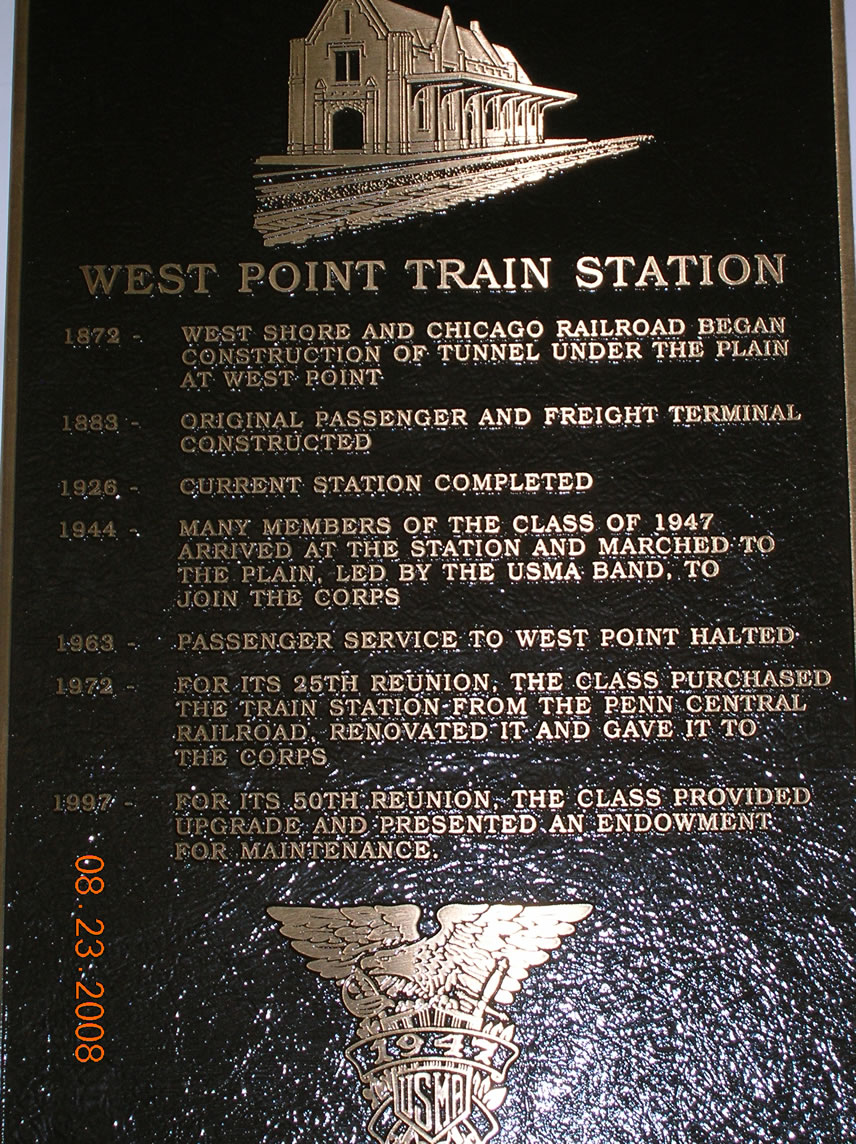 WEST POINT TRAIN STATION
1872 - WEST SHORE AND CHICAGO RAILROAD BEGAN
CONSTRUCTION OF TUNNEL UNDER THE PLAIN
AT WEST POINT
1883 - ORIGINAL PASSENGER AND FREIGHT TERMINAL
CONSTRUCTED
1926 - CURRENT STATION COMPLETED
1944 - MANY MEMBERS OF THE CLASS OF 1947
ARRIVED AT THE STATION AND MARCHED TO
THE PLAIN, LED BY THE USMA BAND, TO
JOIN THE CORPS
1963 - PASSENGER SERVICE TO WEST POINT HALTED
1972 - FOR ITS 25TH REUNION, THE CLASS PURCHASED
THE TRAIN STATION FROM THE PENN CENTRAL
RAILROAD, RENOVATED IT AND GAVE IT TO
THE CORPS
1997 - FOR ITS 50TH REUNION, THE CLASS PROVIDED
UPGRADE AND PRESENTED AN ENDOWMENT
FOR MAINTENANCE.
1947
USMA
08.23.2008